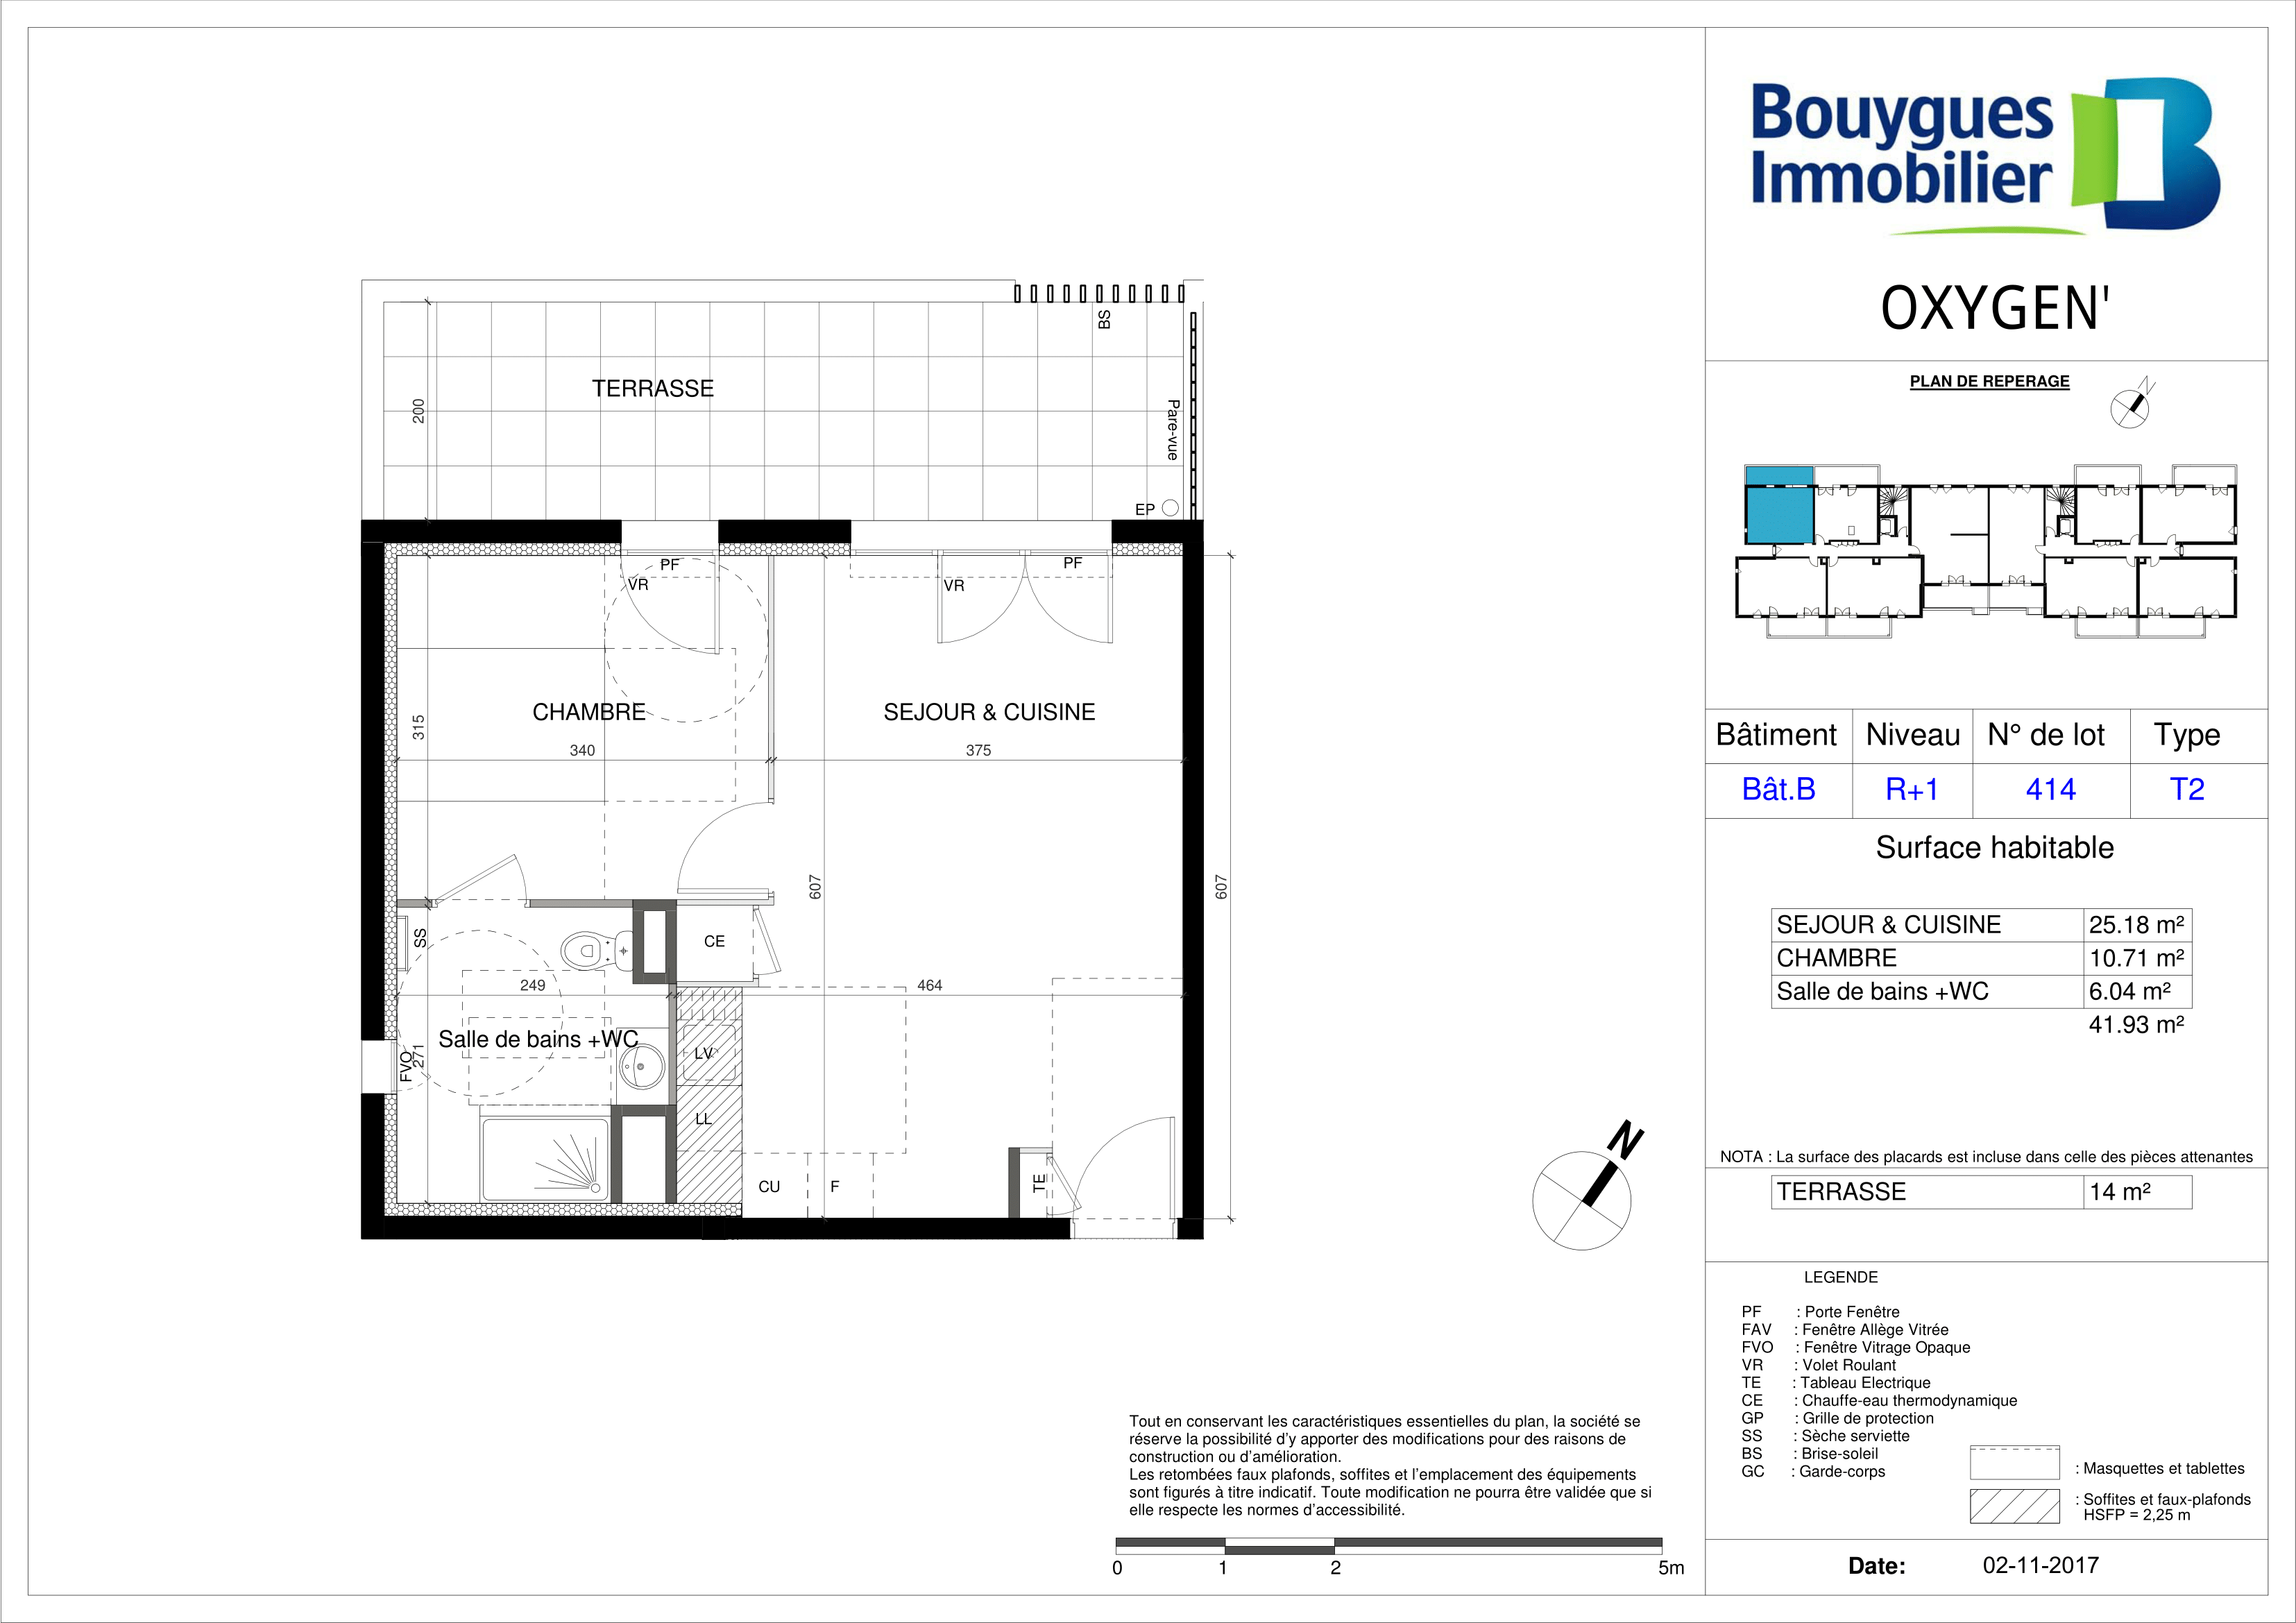 Bouygues
Immobilier
OXYGEN'
PLAN DE REPERAGE
N
Bâtiment Niveau N° de lot Type
Bât.B R+1 414 T2
Surface habitable
SEJOUR & CUISINE 25.18 m²
CHAMBRE 10.71 m²
Salle de bains +WC 6.04 m²
41.93 m²
NOTA : La surface des placards est incluse dans celle des pièces attenantes
TERRASSE 14 m²
LEGENDE
PF : Porte Fenêtre
FAV : Fenêtre Allège Vitrée
FVO : Fenêtre Vitrage Opaque
VR : Volet Roulant
TE : Tableau Electrique
CE : Chauffe-eau thermodynamique
GP : Grille de protection
SS : Sèche serviette
BS : Brise-soleil
GC : Garde-corps
: Masquettes et tablettes
: Soffites et faux-plafonds
HSFP = 2,25 m
Date: 02-11-2017
BS
TERRASSE
200
Pare-vue
EP
PF
VR
PF
VR
CHAMBRE
SEJOUR & CUISINE
315
340
375
607
607
SS
CE
249
464
Salle de bains +WC
FVO
271
LV
LL
CU
F
TE
N
Tout en conservant les caractéristiques essentielles du plan, la société se
réserve la possibilité d'y apporter des modifications pour des raisons de
construction ou d'amélioration.
Les retombées faux plafonds, soffites et l'emplacement des équipements
sont figurés à titre indicatif. Toute modification ne pourra être validée que si
elle respecte les normes d'accessibilité.
0 1 2 5m